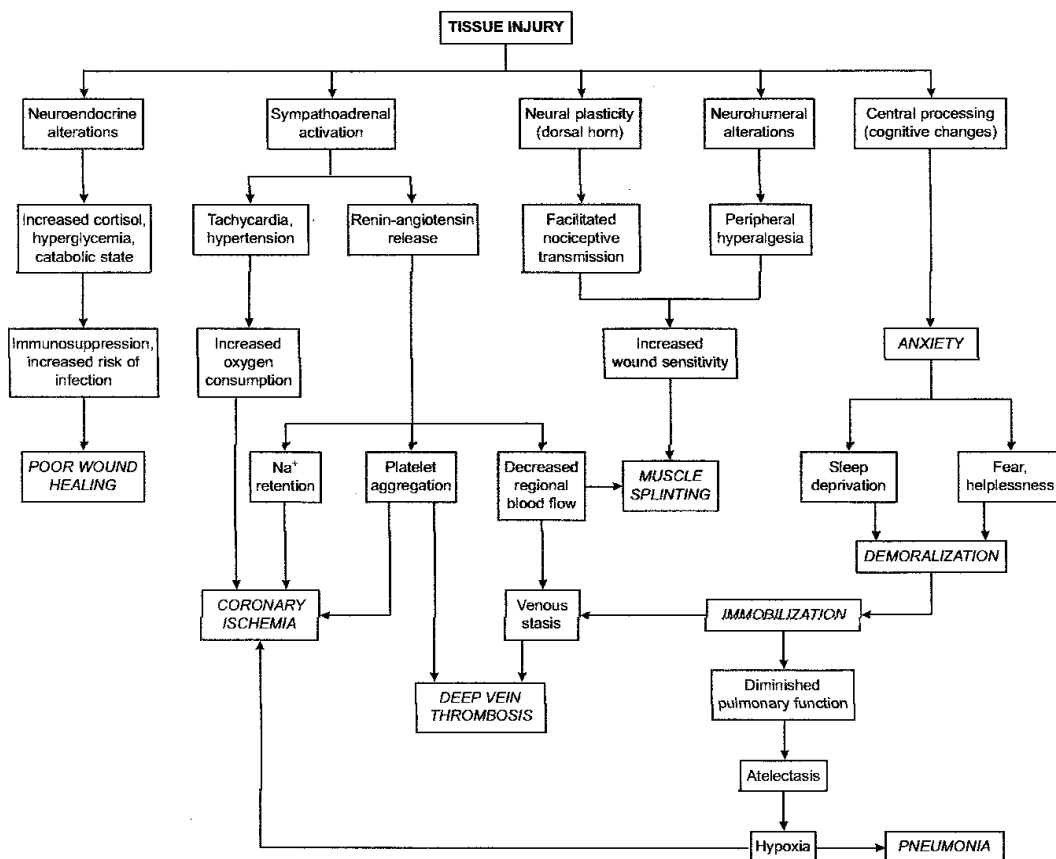 TISSUE INJURY
Neuroendocrine
alterations
Sympathoadrenal
activation
Neural plasticity
(dorsal horn)
Neurohumeral
alterations
Central processing
(cognitive changes)
Increased cortisol,
hyperglycemia,
catabolic state
Tachycardia,
hypertension
Renin-angiotensin
release
Facilitated
nociceptive
transmission
Peripheral
hyperalgesia
Immunosuppression,
increased risk of
infection
Increased
oxygen
consumption
Increased
wound sensitivity
ANXIETY
POOR WOUND
HEALING
Na⁺
retention
Platelet
aggregation
Decreased
regional
blood flow
MUSCLE
SPLINTING
Sleep
deprivation
Fear,
helplessness
DEMORALIZATION
CORONARY
ISCHEMIA
Venous
stasis
IMMOBILIZATION
DEEP VEIN
THROMBOSIS
Diminished
pulmonary function
Atelectasis
Hypoxia
PNEUMONIA